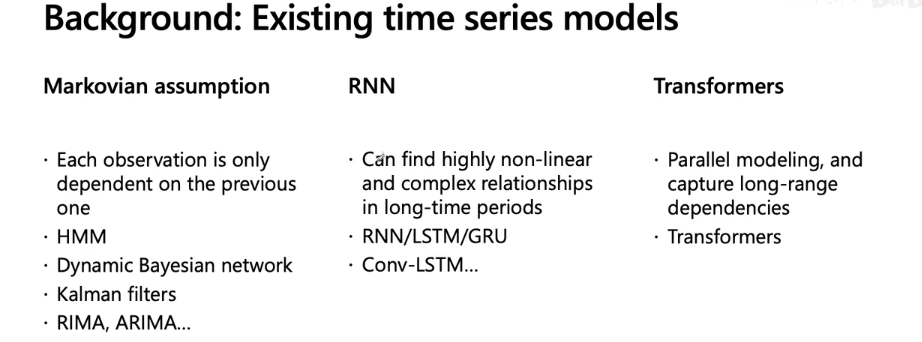 Background: Existing time series models
Markovian assumption
· Each observation is only
dependent on the previous
one
· HMM
· Dynamic Bayesian network
· Kalman filters
· RIMA, ARIMA...
RNN
· Can find highly non-linear
and complex relationships
in long-time periods
· RNN/LSTM/GRU
· Conv-LSTM...
Transformers
· Parallel modeling, and
capture long-range
dependencies
· Transformers